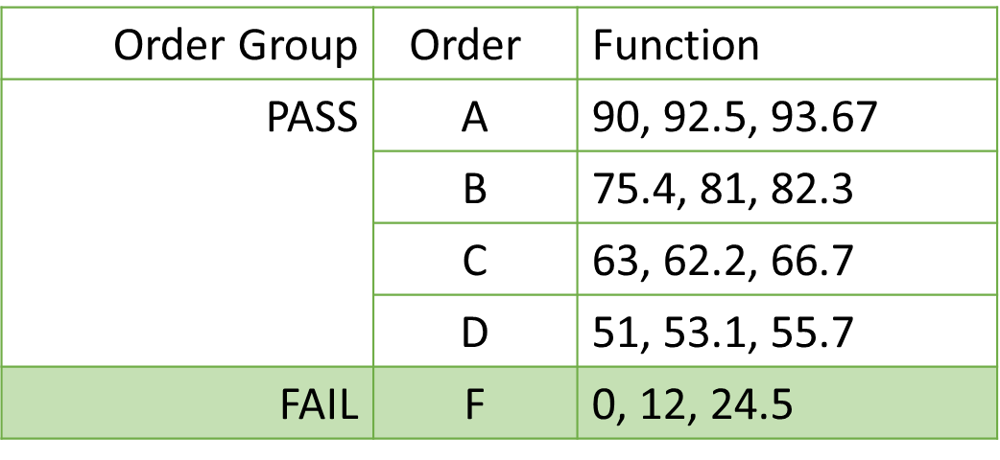 Order Group Order Function
PASS A 90, 92.5, 93.67
B 75.4, 81, 82.3
C 63, 62.2, 66.7
D 51, 53.1, 55.7
FAIL F 0, 12, 24.5